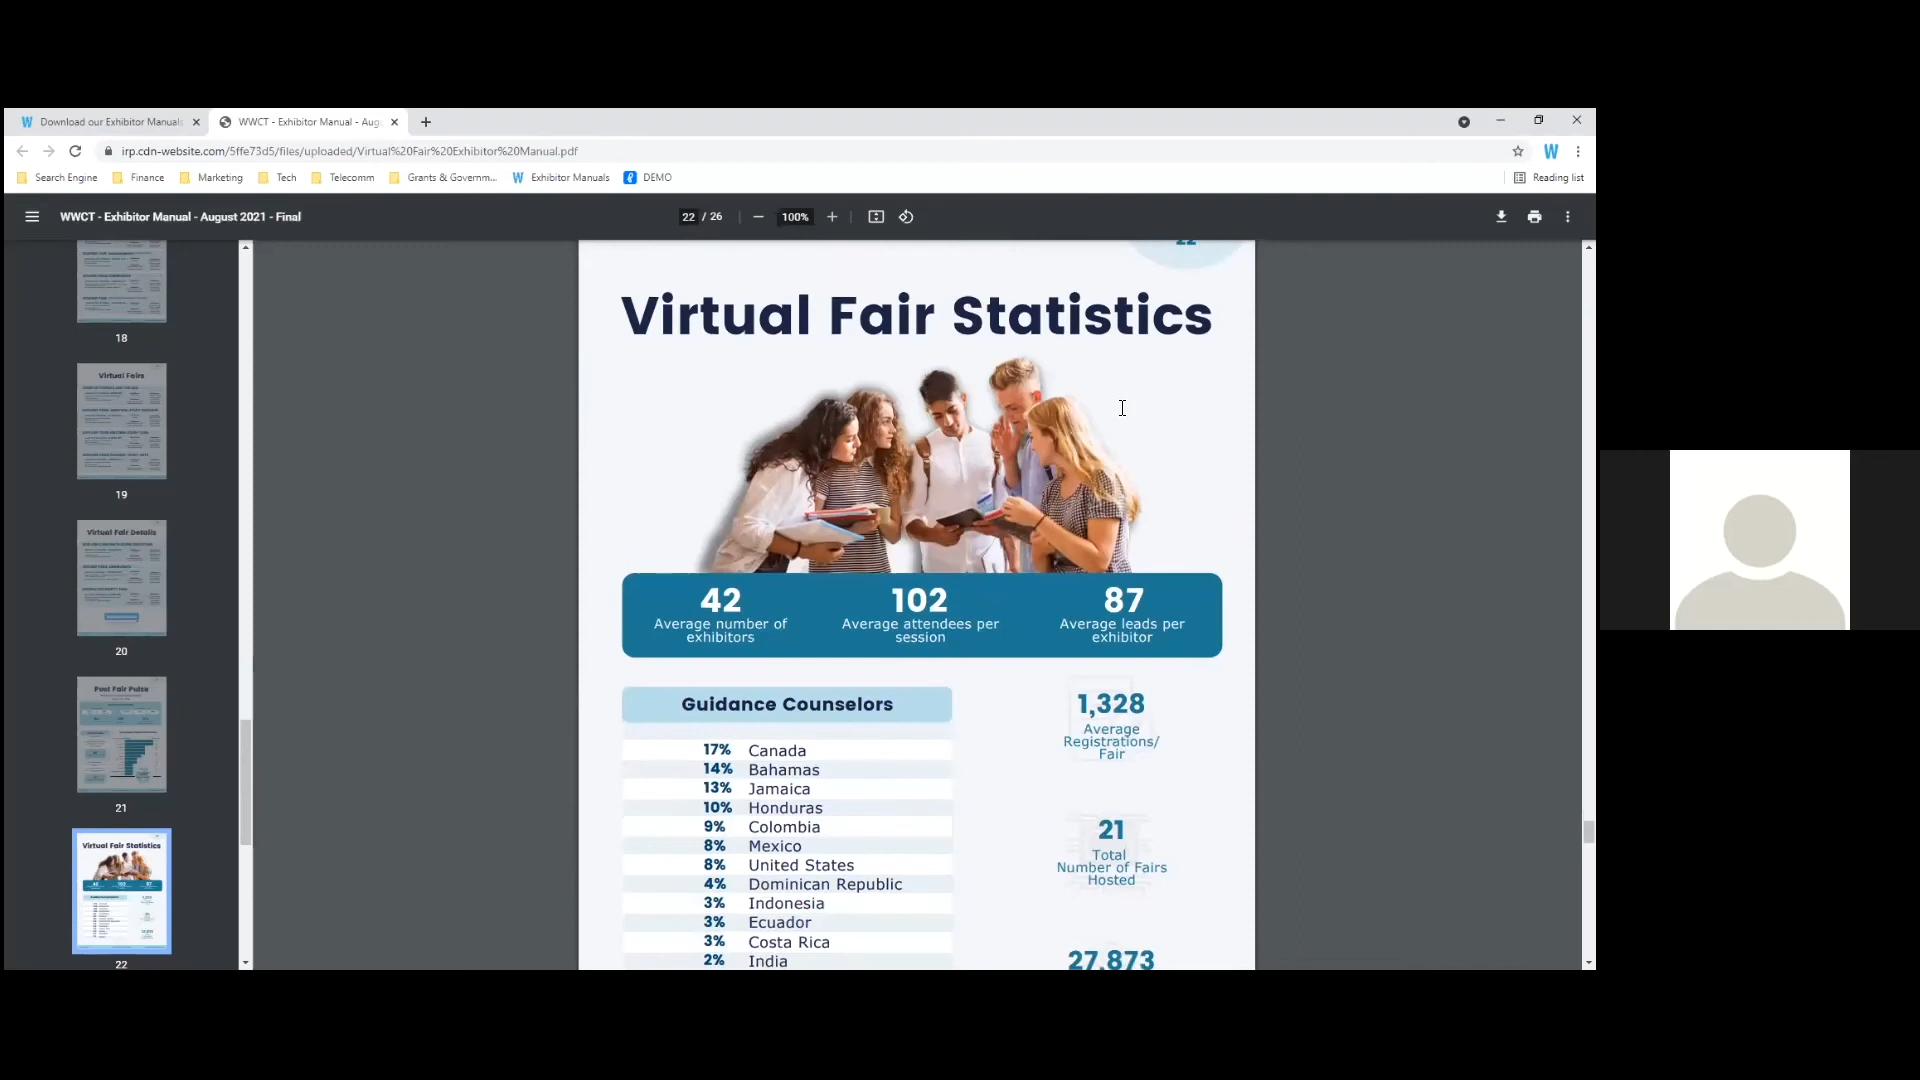 Download our Exhibitor Manuals
WWCT - Exhibitor Manual - Aug
irp.cdn-website.com/5ffe73d5/files/uploaded/Virtual%20Fair%20Exhibitor%20Manual.pdf
Search Engine
Finance
Marketing
Tech
Telecomm
Grants & Governm...
Exhibitor Manuals
DEMO
Reading list
WWCT - Exhibitor Manual - August 2021 - Final
22 / 26
100%
18
Virtual Fairs
19
Virtual Fair Details
20
Post Fair Pulse
21
Virtual Fair Statistics
22
22
Virtual Fair Statistics
42
Average number of
exhibitors
102
Average attendees per
session
87
Average leads per
exhibitor
Guidance Counselors
17% Canada
14% Bahamas
13% Jamaica
10% Honduras
9% Colombia
8% Mexico
8% United States
4% Dominican Republic
3% Indonesia
3% Ecuador
3% Costa Rica
2% India
1,328
Average
Registrations/
Fair
21
Total
Number of Fairs
Hosted
27,873